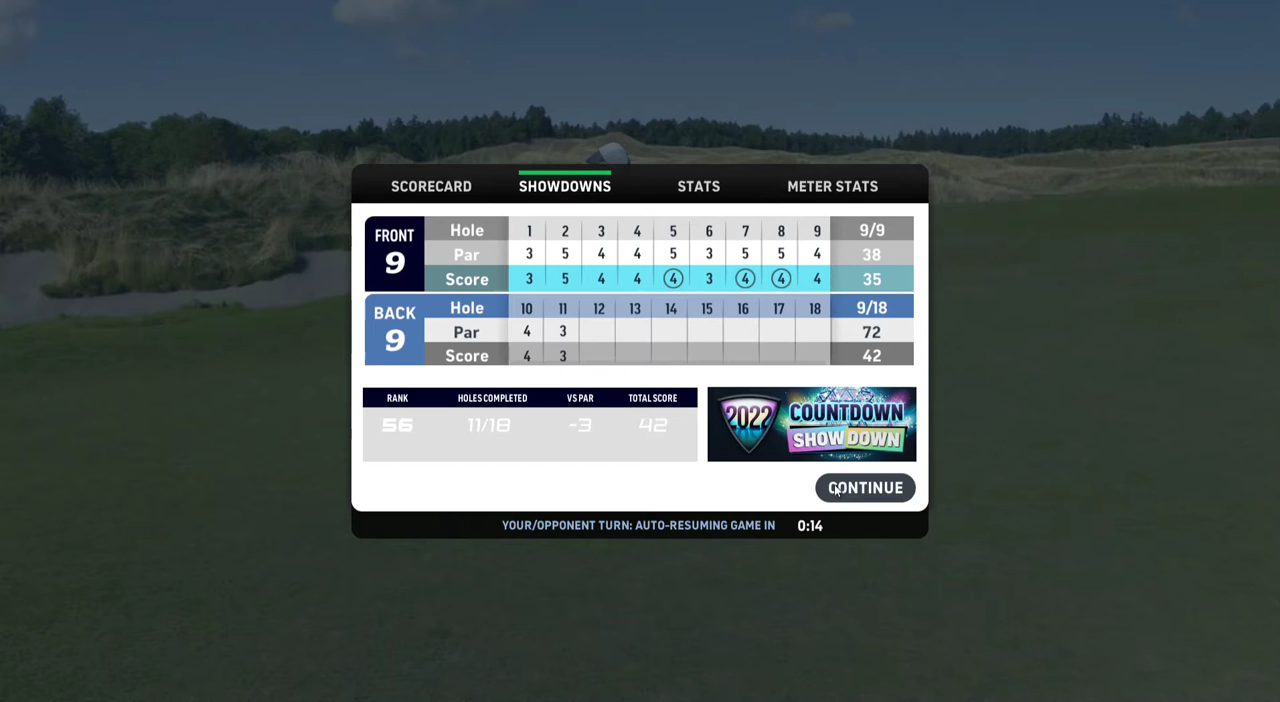 SCORECARD SHOWDOWNS STATS METER STATS
FRONT 9
Hole 1 2 3 4 5 6 7 8 9 9/9
Par 3 5 4 4 5 3 5 5 4 38
Score 3 5 4 4 4 3 4 4 4 35
BACK 9
Hole 10 11 12 13 14 15 16 17 18 9/18
Par 4 3 72
Score 4 3 42
RANK HOLES COMPLETED VS PAR TOTAL SCORE
56 11/18 -3 42
2022 COUNTDOWN
SHOWDOWN
CONTINUE
YOUR/OPPONENT TURN: AUTO-RESUMING GAME IN 0:14